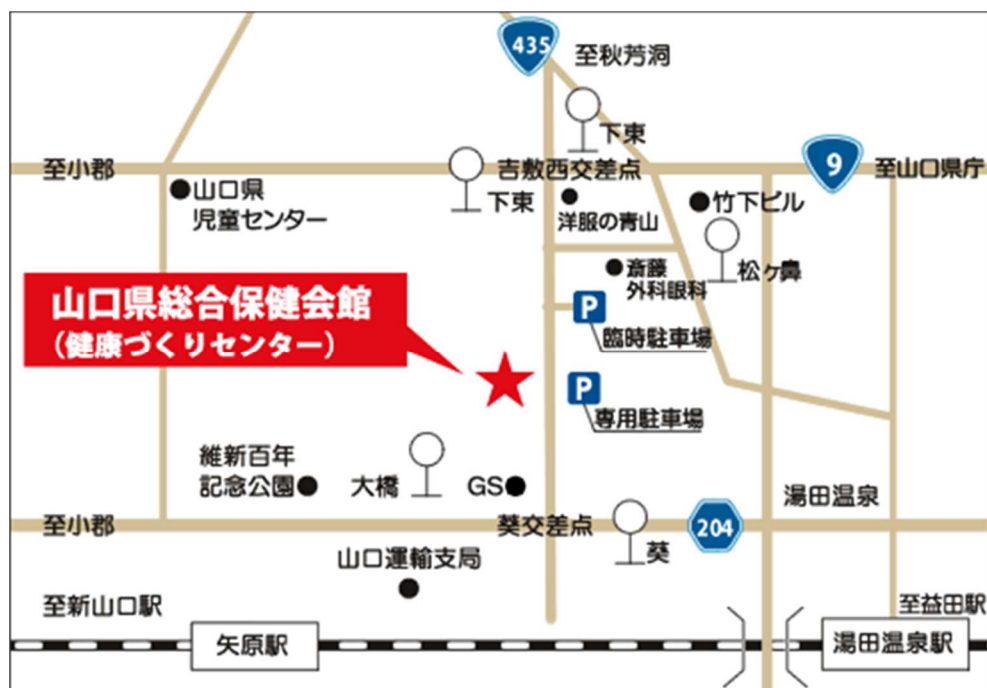 435
至秋芳洞
下東
至小郡
吉敷西交差点
9
至山口県庁
山口県
児童センター
下東
洋服の青山
竹下ビル
松ヶ鼻
斎藤
外科眼科
山口県総合保健会館
(健康づくりセンター)
P
臨時駐車場
P
専用駐車場
維新百年
記念公園
大橋
GS
湯田温泉
至小郡
葵交差点
204
葵
山口運輸支局
至新山口駅
至益田駅
矢原駅
湯田温泉駅